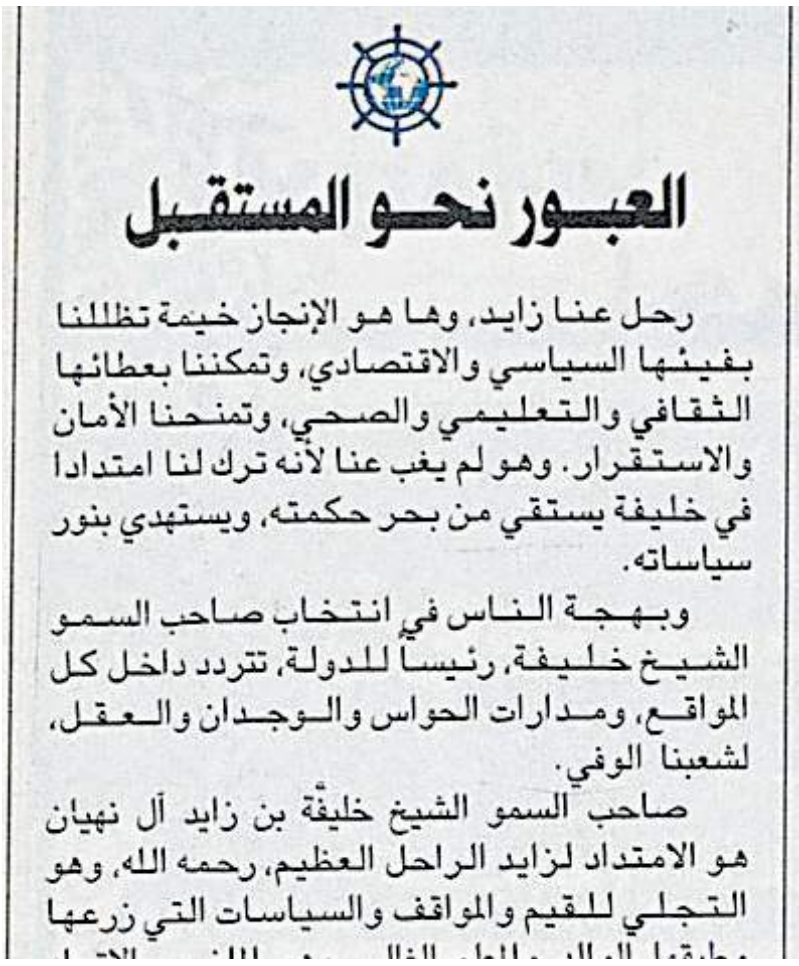 العبور نحو المستقبل
رحل عنا زايد، وها هو الإنجاز خيمة تظللنا
بفيئها السياسي والاقتصادي، وتمكننا بعطائها
الثقافي والتعليمي والصحي، وتمنحنا الأمان
والاستقرار. وهو لم يغب عنا لأنه ترك لنا امتدادا
في خليفة يستقي من بحر حكمته، ويستهدي بنور
سياساته.
وبهجة الناس في انتخاب صاحب السمو
الشيخ خليفة، رئيساً للدولة، تتردد داخل كل
المواقع، ومدارات الحواس والوجدان والعقل،
لشعبنا الوفي.
صاحب السمو الشيخ خليفة بن زايد آل نهيان
هو الامتداد لزايد الراحل العظيم، رحمه الله، وهو
التجلي للقيم والمواقف والسياسات التي زرعها